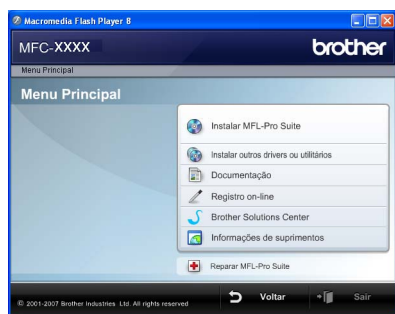 Macromedia Flash Player 8
MFC-XXXX
brother
Menu Principal
Menu Principal
Instalar MFL-Pro Suite
Instalar outros drivers ou utilitários
Documentação
Registro on-line
Brother Solutions Center
Informações de suprimentos
Reparar MFL-Pro Suite
© 2001-2007 Brother Industries Ltd. All rights reserved
Voltar
Sair